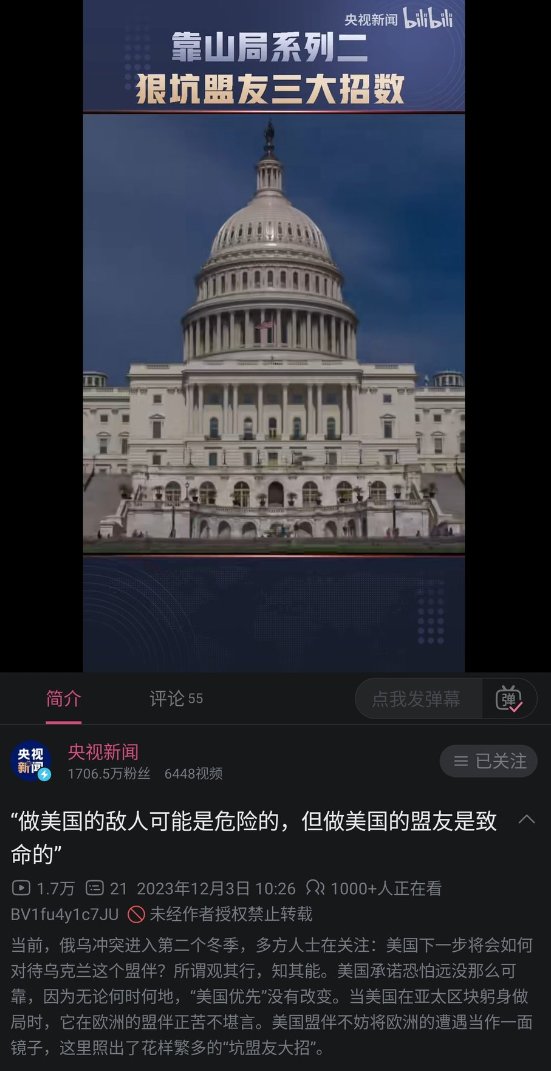 央视新闻 bilibili
靠山局系列二
狠坑盟友三大招数
简介 评论 55 点我发弹幕 弹
央视新闻 央视新闻 已关注
1706.5万粉丝 6448视频
“做美国的敌人可能是危险的，但做美国的盟友是致
命的”
1.7万 21 2023年12月3日 10:26 1000+人正在看
BV1fu4y1c7JU 未经作者授权禁止转载
当前，俄乌冲突进入第二个冬季，多方人士在关注：美国下一步将会如何
对待乌克兰这个盟伴？所谓观其行，知其能。美国承诺恐怕远没那么可
靠，因为无论何时何地，“美国优先”没有改变。当美国在亚太区块躬身做
局时，它在欧洲的盟伴正苦不堪言。美国盟伴不妨将欧洲的遭遇当作一面
镜子，这里照出了花样繁多的“坑盟友大招”。